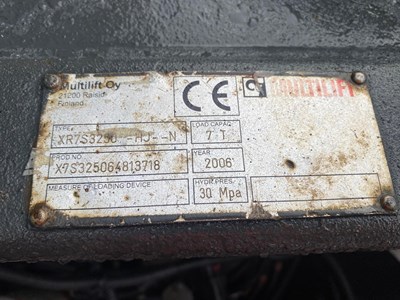 Multilift Oy
21200 Raisio
Finland
CE
MULTILIFT
TYPE
LOAD CAPAC.
XR7S3250 --HJ--N
7 T
PROD NO
YEAR
X7S325064813718
2006
MEASURE OF LOADING DEVICE
HYDR.PRES.
30 Mpa